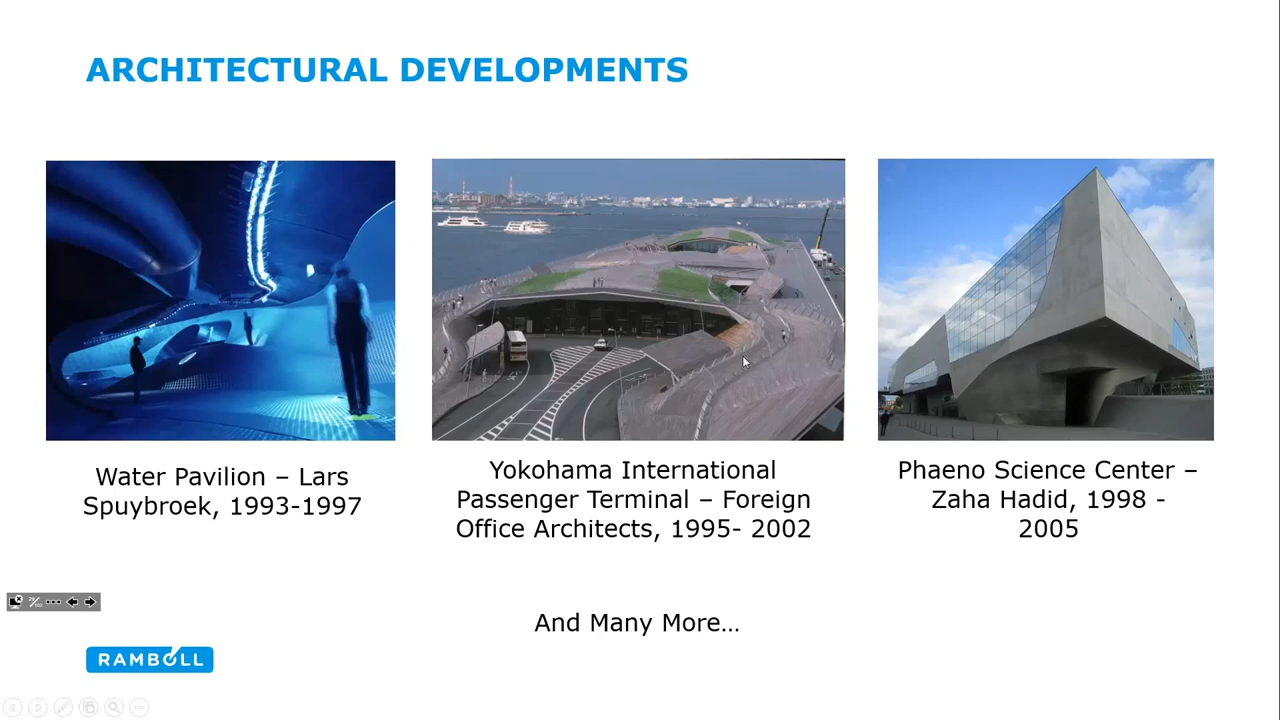 ARCHITECTURAL DEVELOPMENTS
Water Pavilion – Lars
Spuybroek, 1993-1997
Yokohama International
Passenger Terminal – Foreign
Office Architects, 1995- 2002
Phaeno Science Center –
Zaha Hadid, 1998 -
2005
And Many More…
RAMBOLL